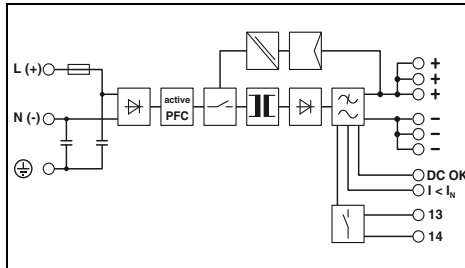 L (+)
N (-)
active
PFC
+
+
+
–
–
–
DC OK
I < IN
13
14